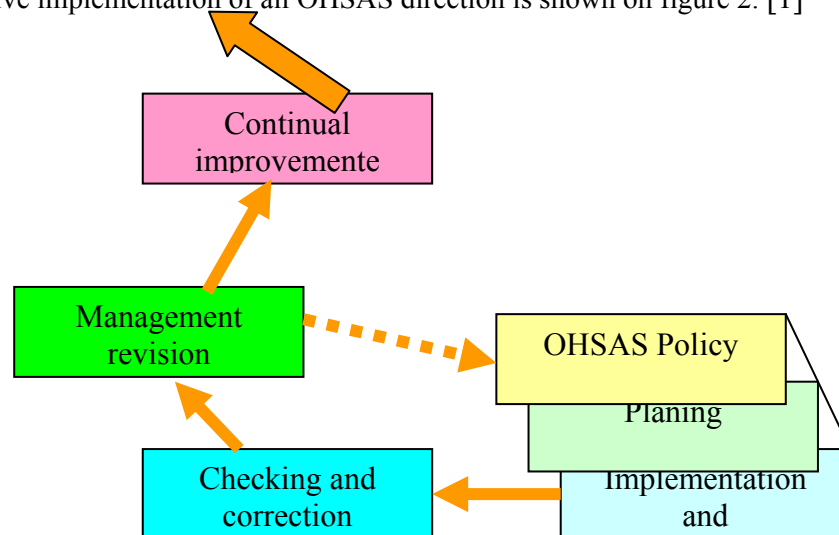 ive implementation of an OHSAS direction is shown on figure 2. [1]
Continual
improvemente
Management
revision
OHSAS Policy
Planing
Checking and
correction
Implementation
and